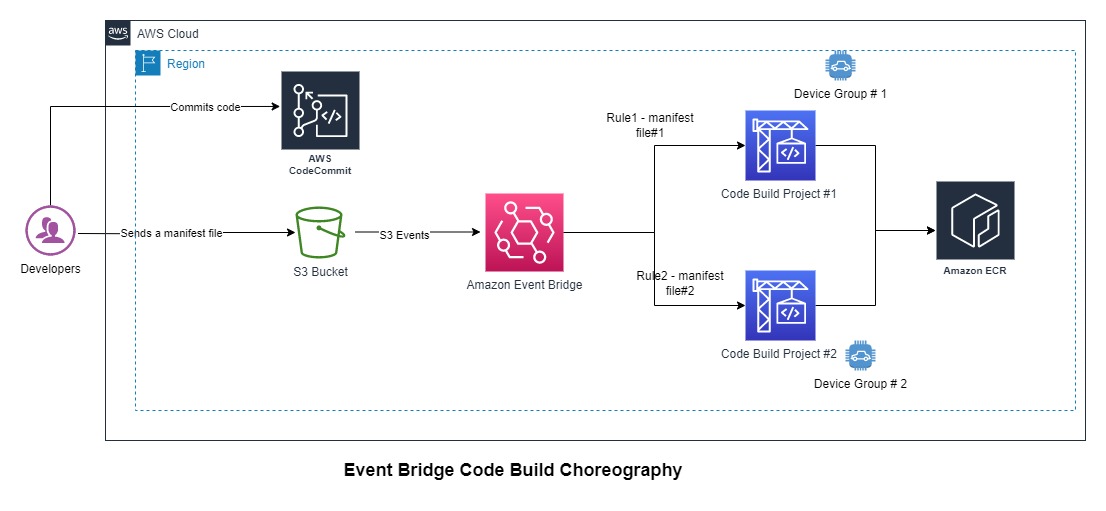 aws
AWS Cloud
Region
Device Group # 1
Commits code
Rule1 - manifest
file#1
AWS
CodeCommit
Code Build Project #1
Sends a manifest file
S3 Events
Developers
S3 Bucket
Amazon Event Bridge
Rule2 - manifest
file#2
Amazon ECR
Code Build Project #2
Device Group # 2
Event Bridge Code Build Choreography